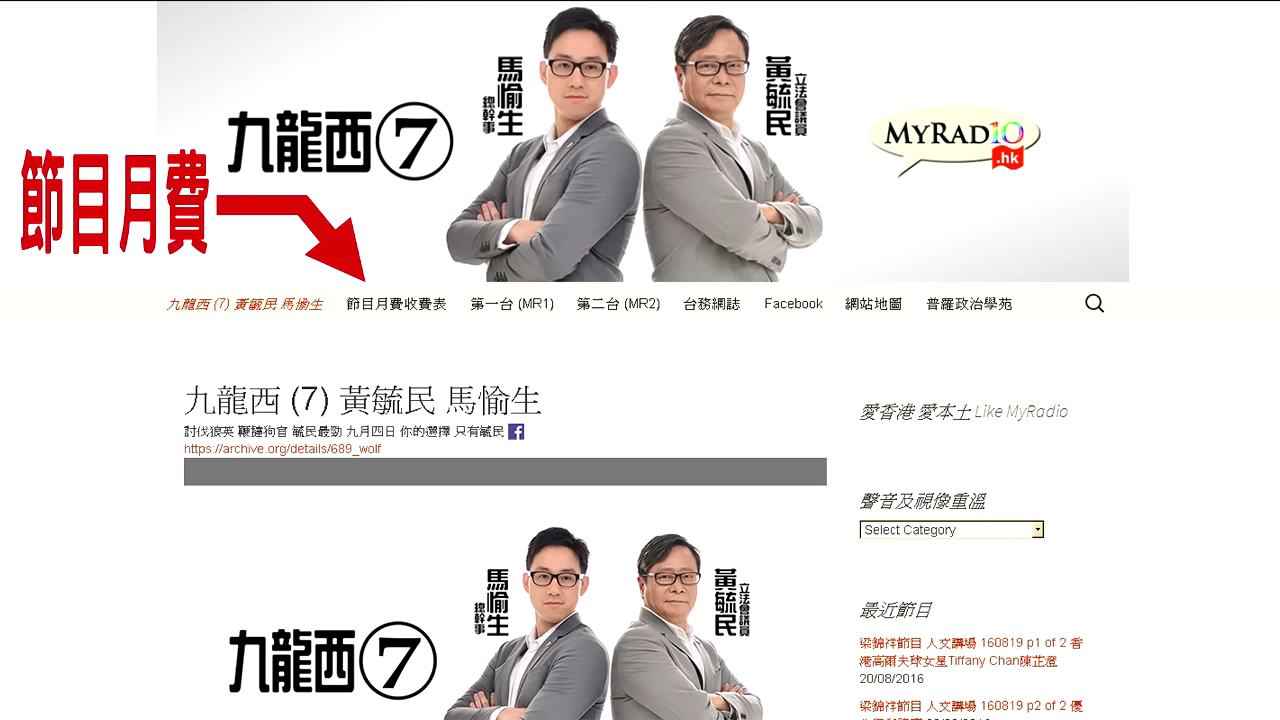 馬愉生
總幹事
黃毓民
立法會議員
九龍西 7
MYRAD10
.hk
節目月費
九龍西 (7) 黃毓民 馬愉生 節目月費收費表 第一台 (MR1) 第二台 (MR2) 台務網誌 Facebook 網站地圖 普羅政治學苑
九龍西 (7) 黃毓民 馬愉生
討伐狼英 鞭撻狗官 毓民最勁 九月四日 你的選擇 只有毓民
https://archive.org/details/689_wolf
愛香港 愛本土 Like MyRadio
聲音及視像重溫
Select Category
馬愉生
總幹事
黃毓民
立法會議員
九龍西 7
最近節目
梁錦祥節目 人文講場 160819 p1 of 2 香
港高爾夫球女星Tiffany Chan陳芷澄
20/08/2016
梁錦祥節目 人文講場 160819 p2 of 2 優